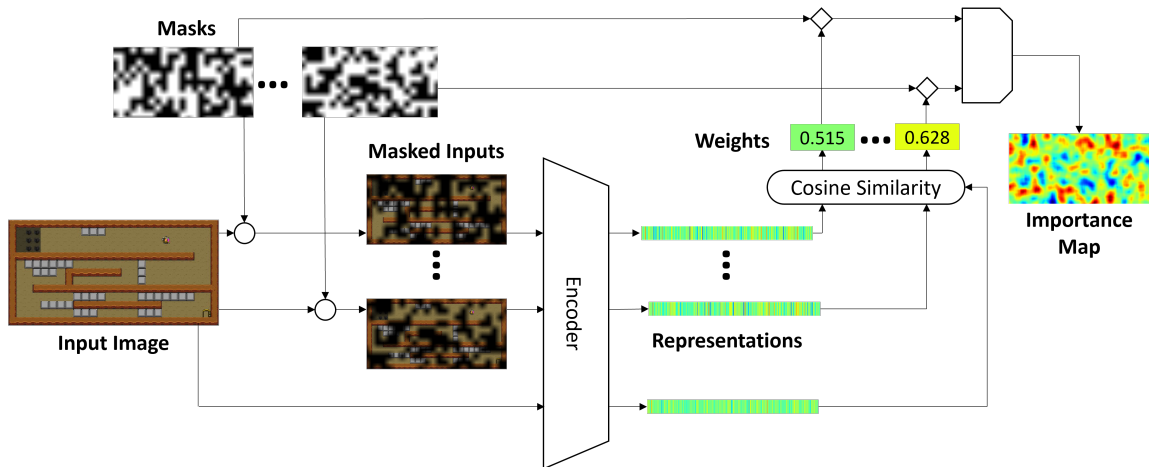 Masks
Masked Inputs
Weights
0.515
0.628
Cosine Similarity
Importance
Map
Input Image
Encoder
Representations